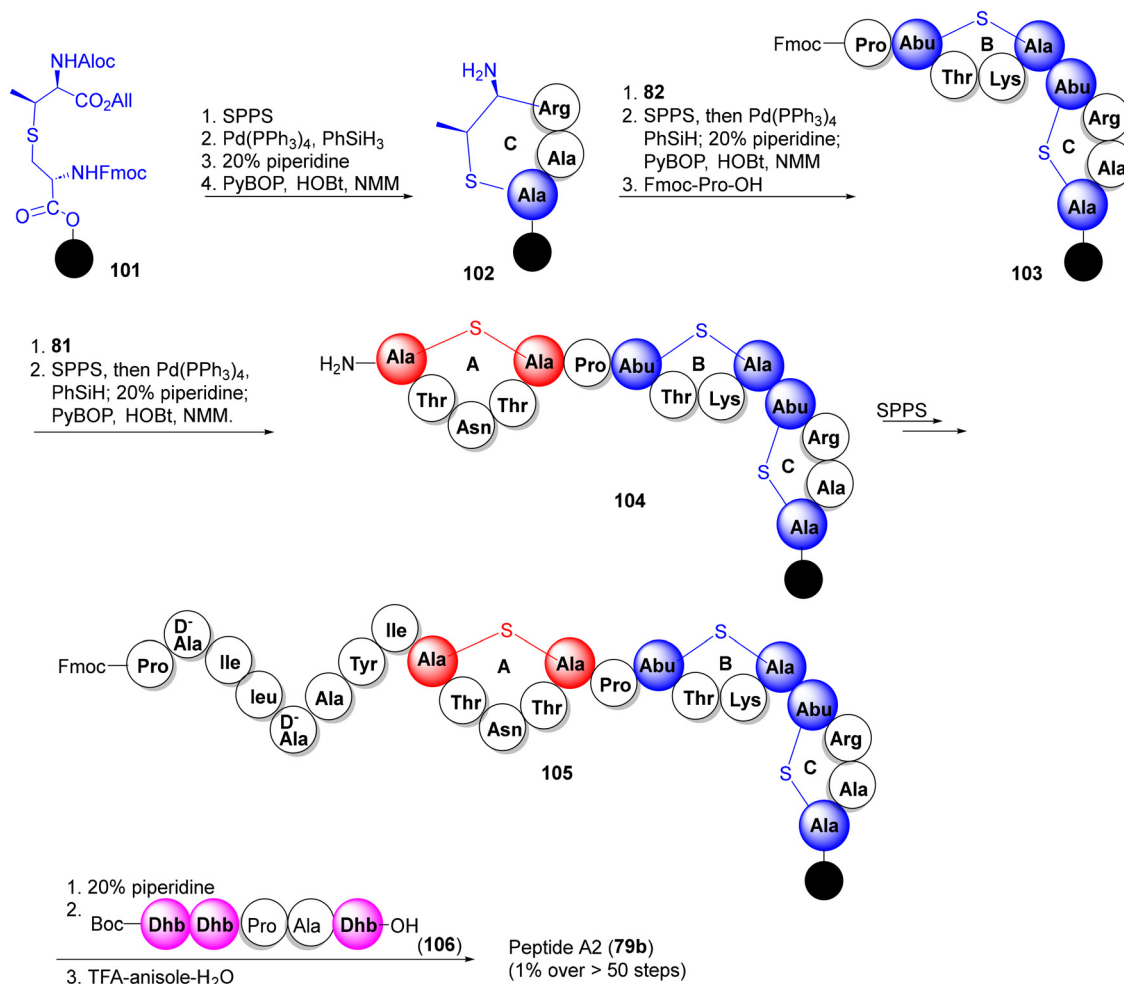 NHAloc
CO2All
S
NHFmoc
C
O
O
101
1. SPPS
2. Pd(PPh3)4, PhSiH3
3. 20% piperidine
4. PyBOP, HOBt, NMM
H2N
Arg
C
Ala
S
Ala
102
1. 82
2. SPPS, then Pd(PPh3)4
PhSiH; 20% piperidine;
PyBOP, HOBt, NMM
3. Fmoc-Pro-OH
S
Fmoc
Pro
Abu
B
Ala
Thr
Lys
Abu
Arg
S
C
Ala
Ala
103
1. 81
2. SPPS, then Pd(PPh3)4,
PhSiH; 20% piperidine;
PyBOP, HOBt, NMM.
H2N
Ala
S
A
Ala
Pro
Abu
S
B
Ala
Thr
Asn
Thr
Thr
Lys
Abu
Arg
S
C
Ala
Ala
104
SPPS
Fmoc
Pro
D-
Ala
Ile
leu
D-
Ala
Ala
Tyr
Ile
Ala
S
A
Ala
Thr
Asn
Thr
Pro
Abu
S
B
Ala
Thr
Lys
Abu
Arg
S
C
Ala
Ala
105
1. 20% piperidine
2.
Boc
Dhb
Dhb
Pro
Ala
Dhb
OH
(106)
3. TFA-anisole-H2O
Peptide A2 (79b)
(1% over > 50 steps)